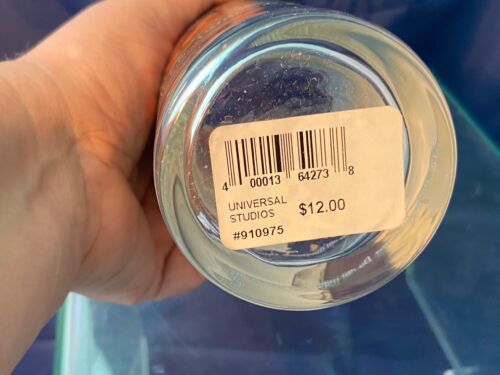 4 00013 64273 8
UNIVERSAL
STUDIOS
$12.00
#910975